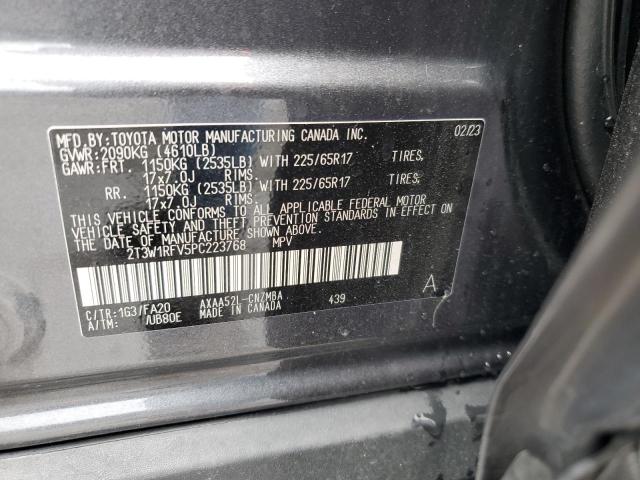 MFD.BY:TOYOTA MOTOR MANUFACTURING CANADA INC. 02/23
GVWR:2090KG (4610LB)
GAWR:FRT. 1150KG (2535LB) WITH 225/65R17 TIRES,
17x7.0J RIMS.
RR. 1150KG (2535LB) WITH 225/65R17 TIRES,
17x7.0J RIMS.
THIS VEHICLE CONFORMS TO ALL APPLICABLE FEDERAL MOTOR
VEHICLE SAFETY AND THEFT PREVENTION STANDARDS IN EFFECT
ON THE DATE OF MANUFACTURE SHOWN ABOVE.
2T3W1RFV5PC223768 MPV
A
C/TR:1G3/FA20 AXAA52L-CNZMBA 439
A/TM: /UB80E MADE IN CANADA